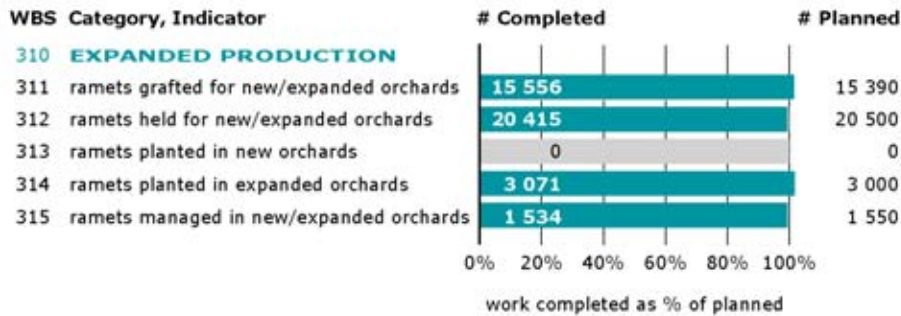 WBS Category, Indicator # Completed # Planned
310 EXPANDED PRODUCTION
311 ramets grafted for new/expanded orchards 15 556 15 390
312 ramets held for new/expanded orchards 20 415 20 500
313 ramets planted in new orchards 0 0
314 ramets planted in expanded orchards 3 071 3 000
315 ramets managed in new/expanded orchards 1 534 1 550
0% 20% 40% 60% 80% 100%
work completed as % of planned